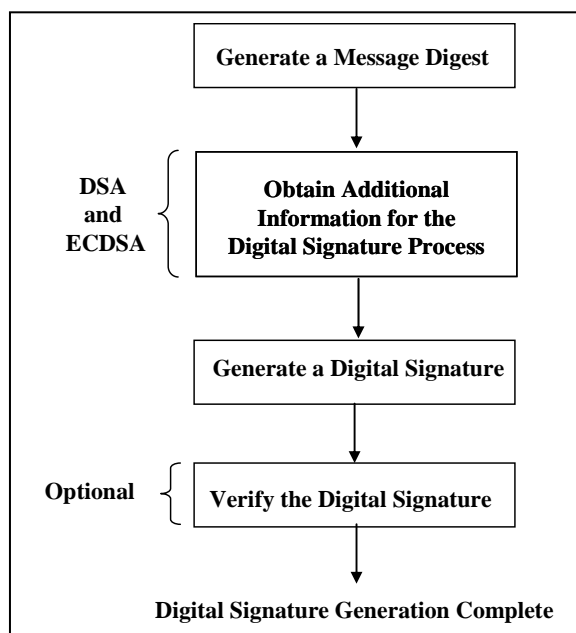 Generate a Message Digest
DSA
and
ECDSA
Obtain Additional
Information for the
Digital Signature Process
Generate a Digital Signature
Optional
Verify the Digital Signature
Digital Signature Generation Complete